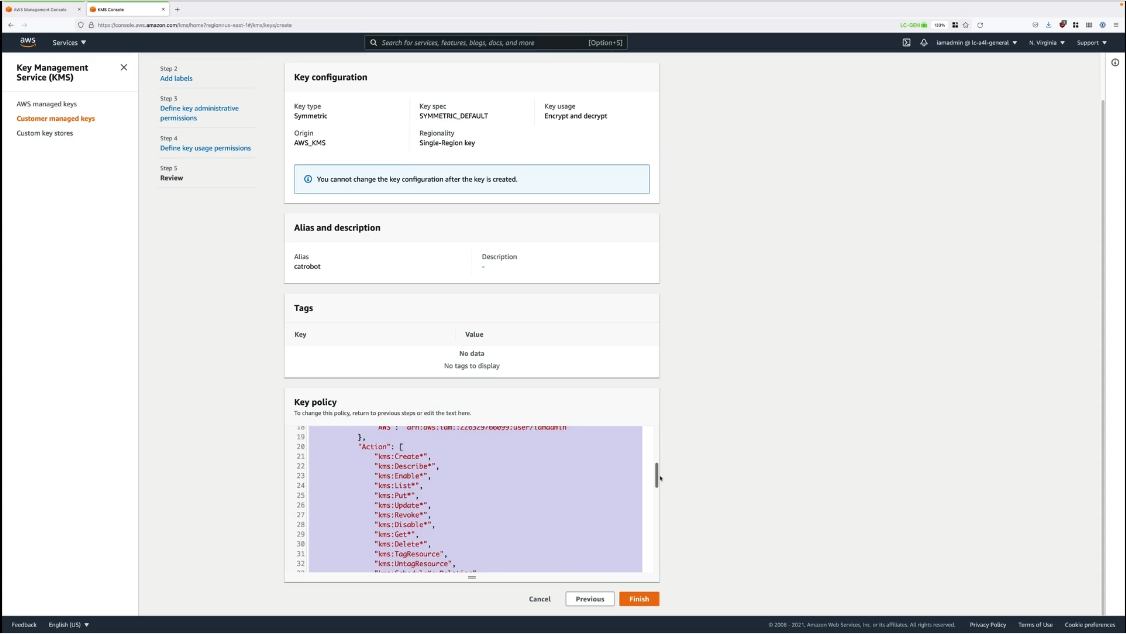 AWS Management Console
KMS Console
https://console.aws.amazon.com/kms/home?region=us-east-1#/kms/keys/create
LC-GEN
aws
Services
Search for services, features, blogs, docs, and more
[Option+S]
iamadmin @ lc-a4l-general
N. Virginia
Support
Key Management
Service (KMS)
AWS managed keys
Customer managed keys
Custom key stores
Step 2
Add labels
Step 3
Define key administrative
permissions
Step 4
Define key usage permissions
Step 5
Review
Key configuration
Key type
Symmetric
Key spec
SYMMETRIC_DEFAULT
Key usage
Encrypt and decrypt
Origin
AWS_KMS
Regionality
Single-Region key
You cannot change the key configuration after the key is created.
Alias and description
Alias
catrobot
Description
-
Tags
Key
Value
No data
No tags to display
Key policy
To change this policy, return to previous steps or edit the text here.
19 },
20 "Action": [
21 "kms:Create*",
22 "kms:Describe*",
23 "kms:Enable*",
24 "kms:List*",
25 "kms:Put*",
26 "kms:Update*",
27 "kms:Revoke*",
28 "kms:Disable*",
29 "kms:Get*",
30 "kms:Delete*",
31 "kms:TagResource",
32 "kms:UntagResource",
Cancel
Previous
Finish
Feedback
English (US)
© 2008 - 2021, Amazon Web Services, Inc. or its affiliates. All rights reserved.
Privacy Policy
Terms of Use
Cookie preferences